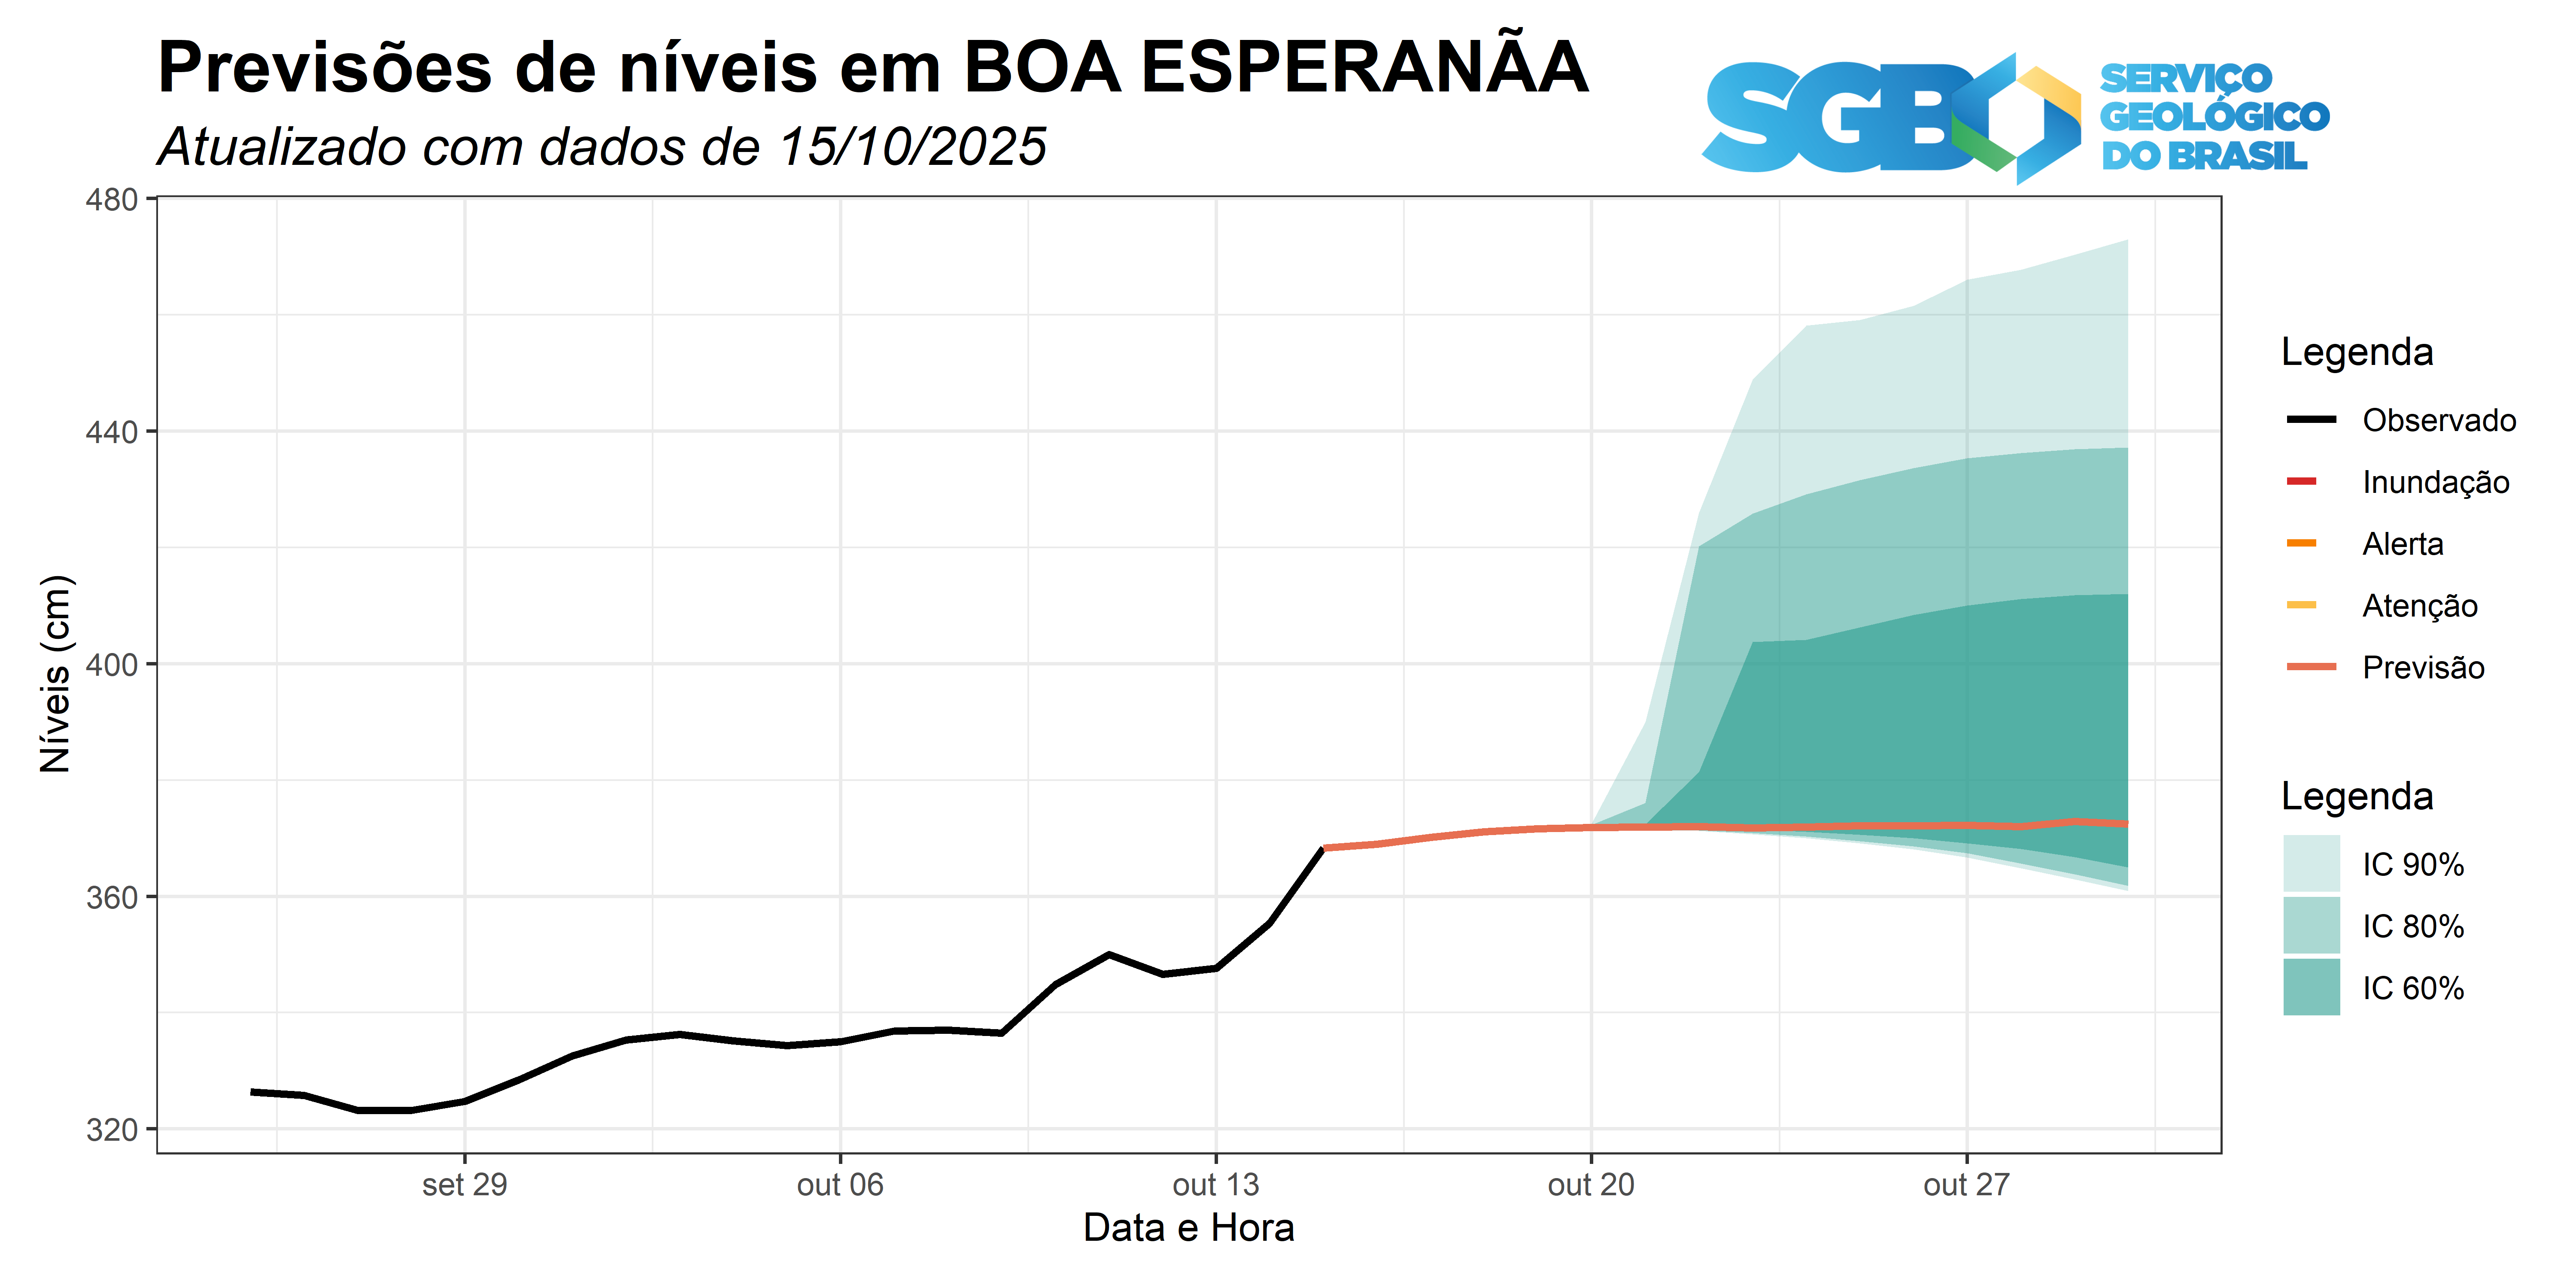 Previsões de níveis em BOA ESPERANÃA
Atualizado com dados de 15/10/2025
SGB
SERVIÇO
GEOLÓGICO
DO BRASIL
480
440
400
360
320
Níveis (cm)
set 29
out 06
out 13
out 20
out 27
Data e Hora
Legenda
Observado
Inundação
Alerta
Atenção
Previsão
Legenda
IC 90%
IC 80%
IC 60%